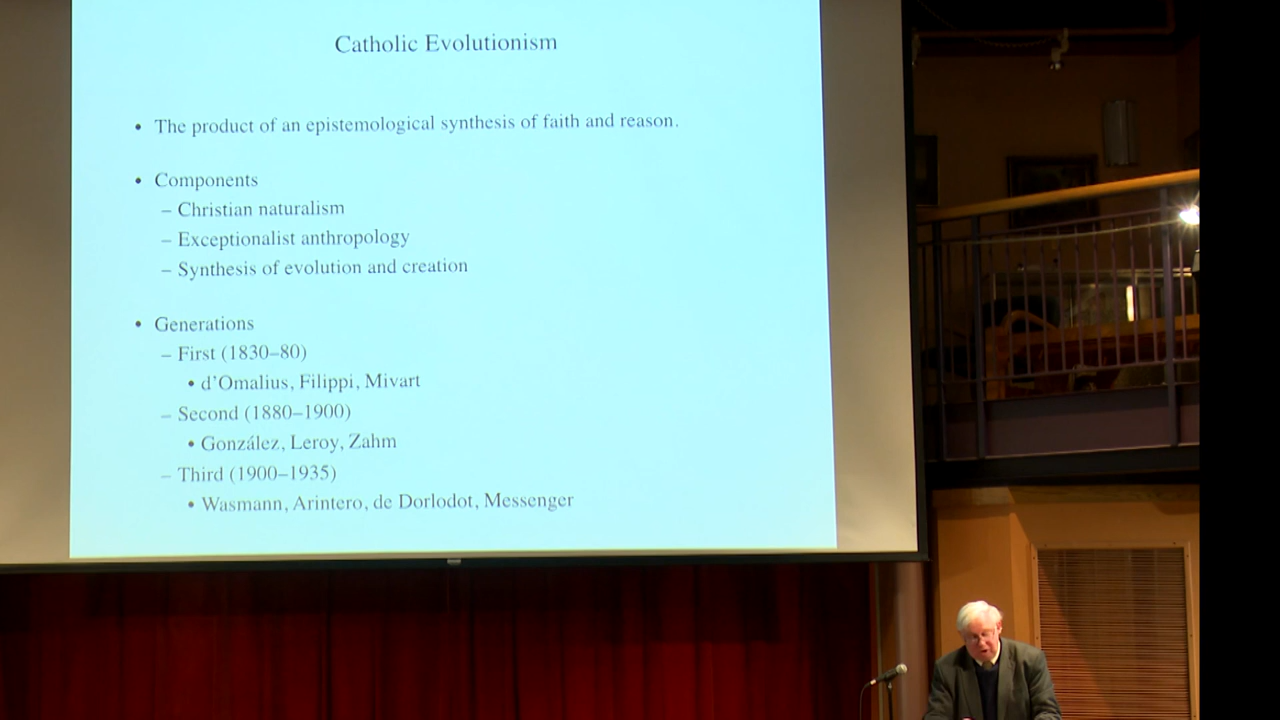 Catholic Evolutionism
• The product of an epistemological synthesis of faith and reason.
• Components
– Christian naturalism
– Exceptionalist anthropology
– Synthesis of evolution and creation
• Generations
– First (1830–80)
• d'Omalius, Filippi, Mivart
– Second (1880–1900)
• González, Leroy, Zahm
– Third (1900–1935)
• Wasmann, Arintero, de Dorlodot, Messenger